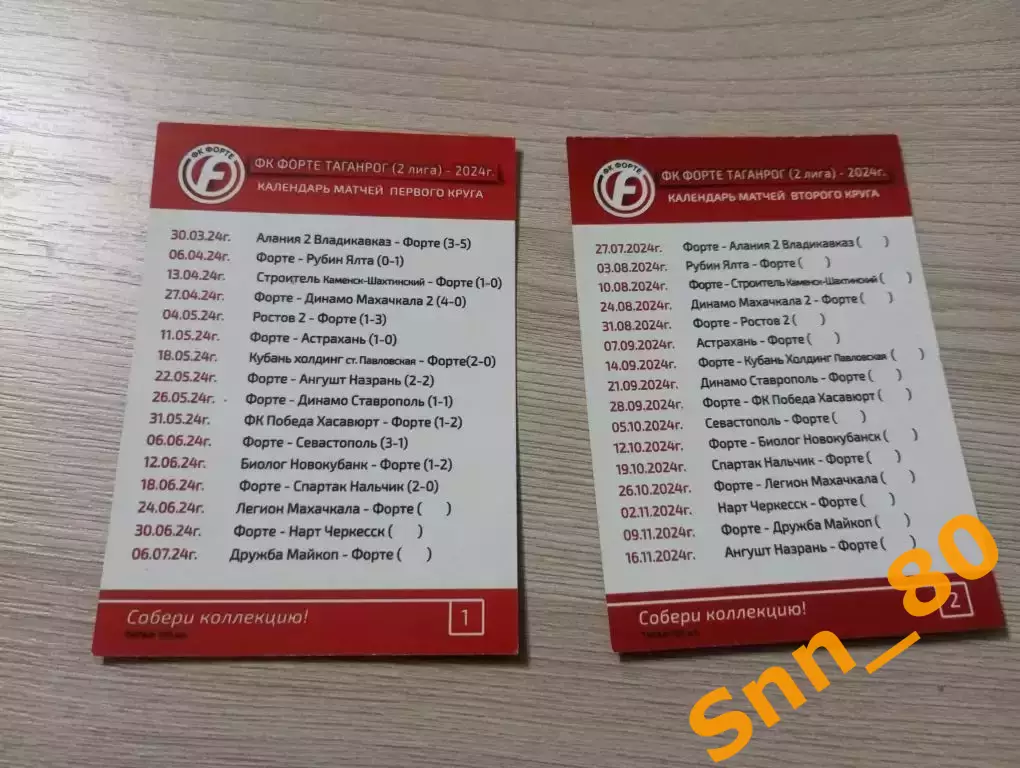 ФК ФОРТЕ
ФК ФОРТЕ ТАГАНРОГ (2 лига) - 2024г.
КАЛЕНДАРЬ МАТЧЕЙ ПЕРВОГО КРУГА
30.03.24г. Алания 2 Владикавказ - Форте (3-5)
06.04.24г. Форте - Рубин Ялта (0-1)
13.04.24г. Строитель Каменск-Шахтинский - Форте (1-0)
27.04.24г. Форте - Динамо Махачкала 2 (4-0)
04.05.24г. Ростов 2 - Форте (1-3)
11.05.24г. Форте - Астрахань (1-0)
18.05.24г. Кубань холдинг ст. Павловская - Форте(2-0)
22.05.24г. Форте - Ангушт Назрань (2-2)
26.05.24г. Форте - Динамо Ставрополь (1-1)
31.05.24г. ФК Победа Хасавюрт - Форте (1-2)
06.06.24г. Форте - Севастополь (3-1)
12.06.24г. Биолог Новокубанк - Форте (1-2)
18.06.24г. Форте - Спартак Нальчик (2-0)
24.06.24г. Легион Махачкала - Форте ( )
30.06.24г. Форте - Нарт Черкесск ( )
06.07.24г. Дружба Майкоп - Форте ( )
Собери коллекцию! 1
ФК ФОРТЕ
ФК ФОРТЕ ТАГАНРОГ (2 лига) - 2024г.
КАЛЕНДАРЬ МАТЧЕЙ ВТОРОГО КРУГА
27.07.2024г. Форте - Алания 2 Владикавказ ( )
03.08.2024г. Рубин Ялта - Форте ( )
10.08.2024г. Форте - Строитель Каменск-Шахтинский ( )
24.08.2024г. Динамо Махачкала 2 - Форте ( )
31.08.2024г. Форте - Ростов 2 ( )
07.09.2024г. Астрахань - Форте ( )
14.09.2024г. Форте - Кубань Холдинг Павловская ( )
21.09.2024г. Динамо Ставрополь - Форте ( )
28.09.2024г. Форте - ФК Победа Хасавюрт ( )
05.10.2024г. Севастополь - Форте ( )
12.10.2024г. Форте - Биолог Новокубанск ( )
19.10.2024г. Спартак Нальчик - Форте ( )
26.10.2024г. Форте - Легион Махачкала ( )
02.11.2024г. Нарт Черкесск - Форте ( )
09.11.2024г. Форте - Дружба Майкоп ( )
16.11.2024г. Ангушт Назрань - Форте ( )
Собери коллекцию! 2
Snn_80